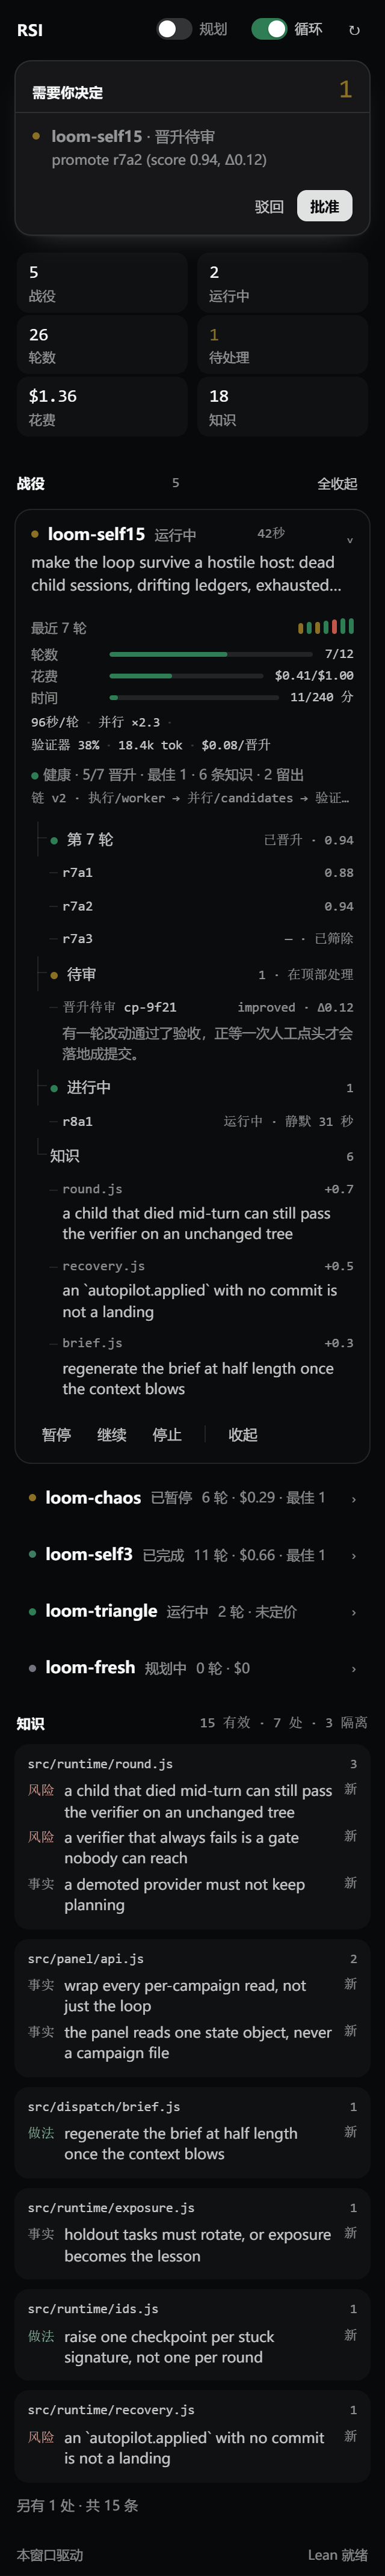 RSI 规划 循环 ↻
需要你决定 1
loom-self15 · 晋升待审
promote r7a2 (score 0.94, Δ0.12)
驳回 批准
5 2
战役 运行中
26 1
轮数 待处理
$1.36 18
花费 知识
战役 5 全收起
loom-self15 运行中 42秒 ˅
make the loop survive a hostile host: dead
child sessions, drifting ledgers, exhausted…
最近 7 轮
轮数 7/12
花费 $0.41/$1.00
时间 11/240 分
96秒/轮 · 并行 ×2.3 ·
验证器 38% · 18.4k tok · $0.08/晋升
健康 · 5/7 晋升 · 最佳 1 · 6 条知识 · 2 留出
链 v2 · 执行/worker → 并行/candidates → 验证…
第 7 轮 已晋升 · 0.94
r7a1 0.88
r7a2 0.94
r7a3 — · 已筛除
待审 1 · 在顶部处理
晋升待审 cp-9f21 improved · Δ0.12
有一轮改动通过了验收，正等一次人工点头才会
落地成提交。
进行中 1
r8a1 运行中 · 静默 31 秒
知识 6
round.js +0.7
a child that died mid-turn can still pass
the verifier on an unchanged tree
recovery.js +0.5
an `autopilot.applied` with no commit is
not a landing
brief.js +0.3
regenerate the brief at half length once
the context blows
暂停 继续 停止 收起
loom-chaos 已暂停 6 轮 · $0.29 · 最佳 1 ›
loom-self3 已完成 11 轮 · $0.66 · 最佳 1 ›
loom-triangle 运行中 2 轮 · 未定价 ›
loom-fresh 规划中 0 轮 · $0 ›
知识 15 有效 · 7 处 · 3 隔离
src/runtime/round.js 3
风险 a child that died mid-turn can still pass 新
the verifier on an unchanged tree
风险 a verifier that always fails is a gate 新
nobody can reach
事实 a demoted provider must not keep 新
planning
src/panel/api.js 2
事实 wrap every per-campaign read, not 新
just the loop
事实 the panel reads one state object, never 新
a campaign file
src/dispatch/brief.js 1
做法 regenerate the brief at half length 新
once the context blows
src/runtime/exposure.js 1
事实 holdout tasks must rotate, or exposure 新
becomes the lesson
src/runtime/ids.js 1
做法 raise one checkpoint per stuck 新
signature, not one per round
src/runtime/recovery.js 1
风险 an `autopilot.applied` with no commit 新
is not a landing
另有 1 处 · 共 15 条
本窗口驱动 Lean 就绪